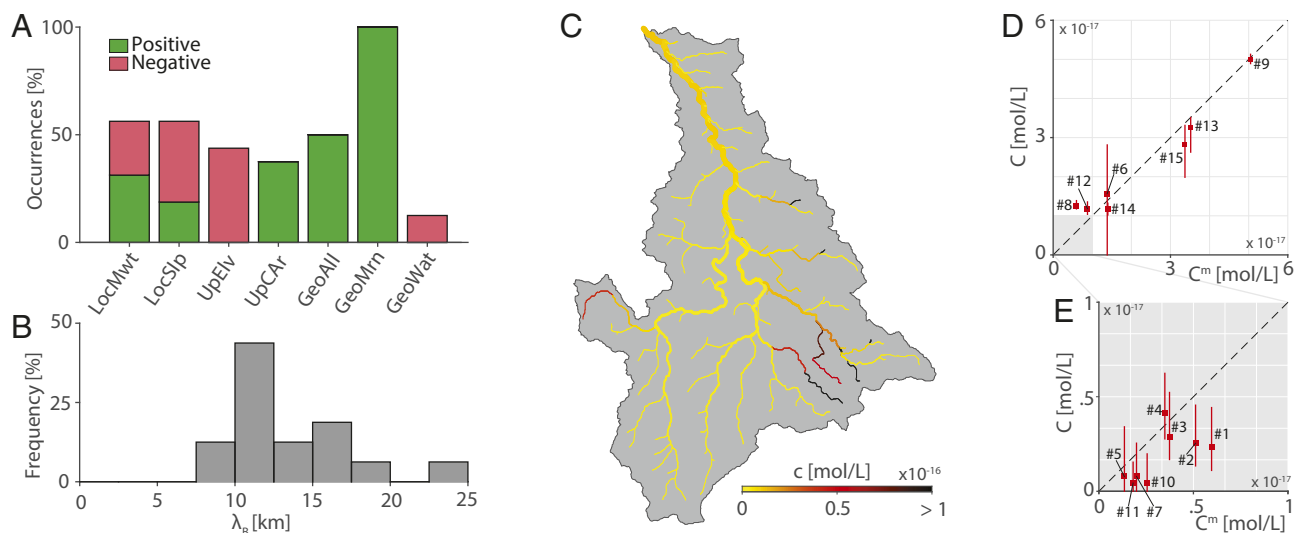 A
100
50
0
Occurrences [%]
Positive
Negative
LocMwt
LocSlp
UpElv
UpCAr
GeoAll
GeoMrn
GeoWat
B
50
25
0
Frequency [%]
0
5
10
15
20
25
λB [km]
C
c [mol/L]
x10-16
0
0.5
> 1
D
6
x 10-17
3
0
C [mol/L]
#9
#13
#15
#6
#12
#8
#14
x 10-17
0
3
6
Cm [mol/L]
E
1
x 10-17
.5
0
C [mol/L]
#4
#3
#1
#2
#5
#10
#11
#7
x 10-17
0
.5
1
Cm [mol/L]